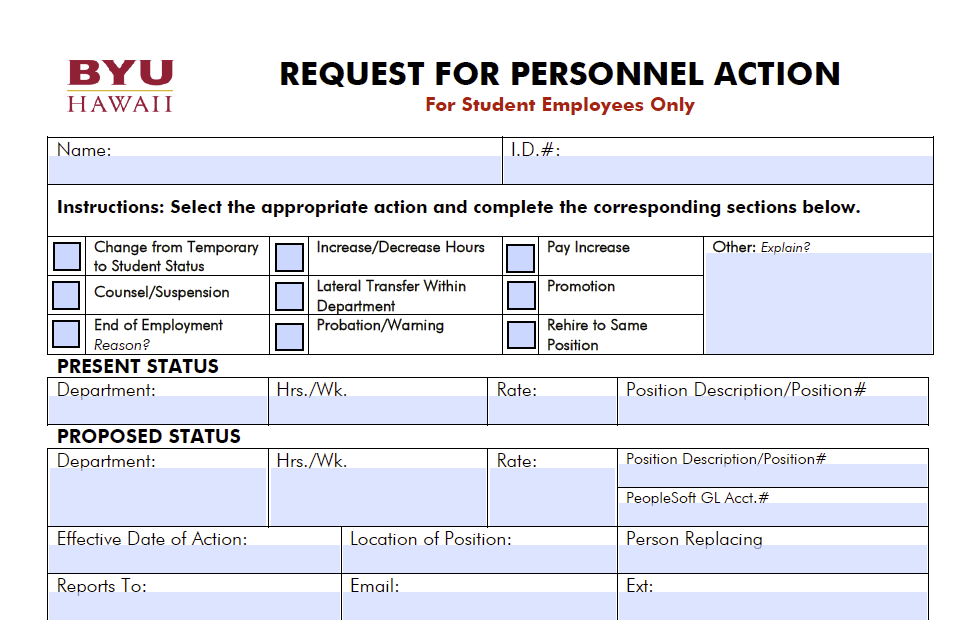 BYU
HAWAII
REQUEST FOR PERSONNEL ACTION
For Student Employees Only
Name:
I.D.#:
Instructions: Select the appropriate action and complete the corresponding sections below.
Change from Temporary
to Student Status
Increase/Decrease Hours
Pay Increase
Other: Explain?
Counsel/Suspension
Lateral Transfer Within
Department
Promotion
End of Employment
Reason?
Probation/Warning
Rehire to Same
Position
PRESENT STATUS
Department:
Hrs./Wk.
Rate:
Position Description/Position#
PROPOSED STATUS
Department:
Hrs./Wk.
Rate:
Position Description/Position#
PeopleSoft GL Acct.#
Effective Date of Action:
Location of Position:
Person Replacing
Reports To:
Email:
Ext: